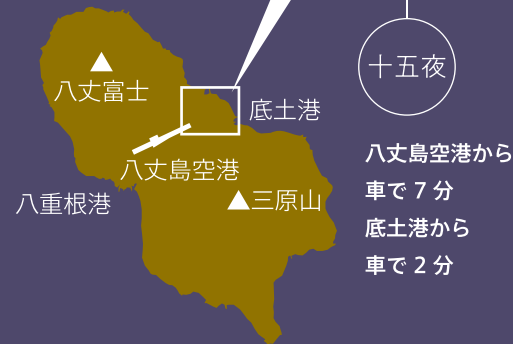 八丈富士
底土港
八丈島空港
八重根港
三原山
十五夜
八丈島空港から
車で 7 分
底土港から
車で 2 分